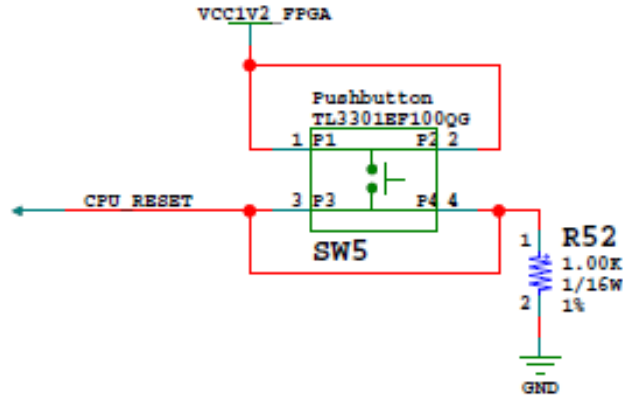 VCC1V2_FPGA
Pushbutton
TL3301EF100QG
1 P1 P2 2
CPU_RESET 3 P3 P4 4
SW5
1 R52
1.00K
1/16W
2 1%
GND